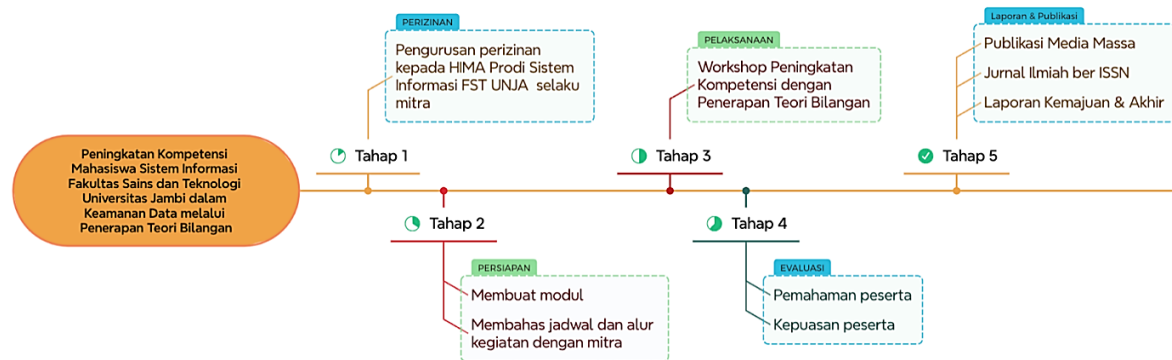 Peningkatan Kompetensi
Mahasiswa Sistem Informasi
Fakultas Sains dan Teknologi
Universitas Jambi dalam
Keamanan Data melalui
Penerapan Teori Bilangan
PERIZINAN
Pengurusan perizinan
kepada HIMA Prodi Sistem
Informasi FST UNJA selaku
mitra
Tahap 1
Tahap 2
PERSIAPAN
Membuat modul
Membahas jadwal dan alur
kegiatan dengan mitra
PELAKSANAAN
Workshop Peningkatan
Kompetensi dengan
Penerapan Teori Bilangan
Tahap 3
Tahap 4
EVALUASI
Pemahaman peserta
Kepuasan peserta
Laporan & Publikasi
Publikasi Media Massa
Jurnal Ilmiah ber ISSN
Laporan Kemajuan & Akhir
Tahap 5